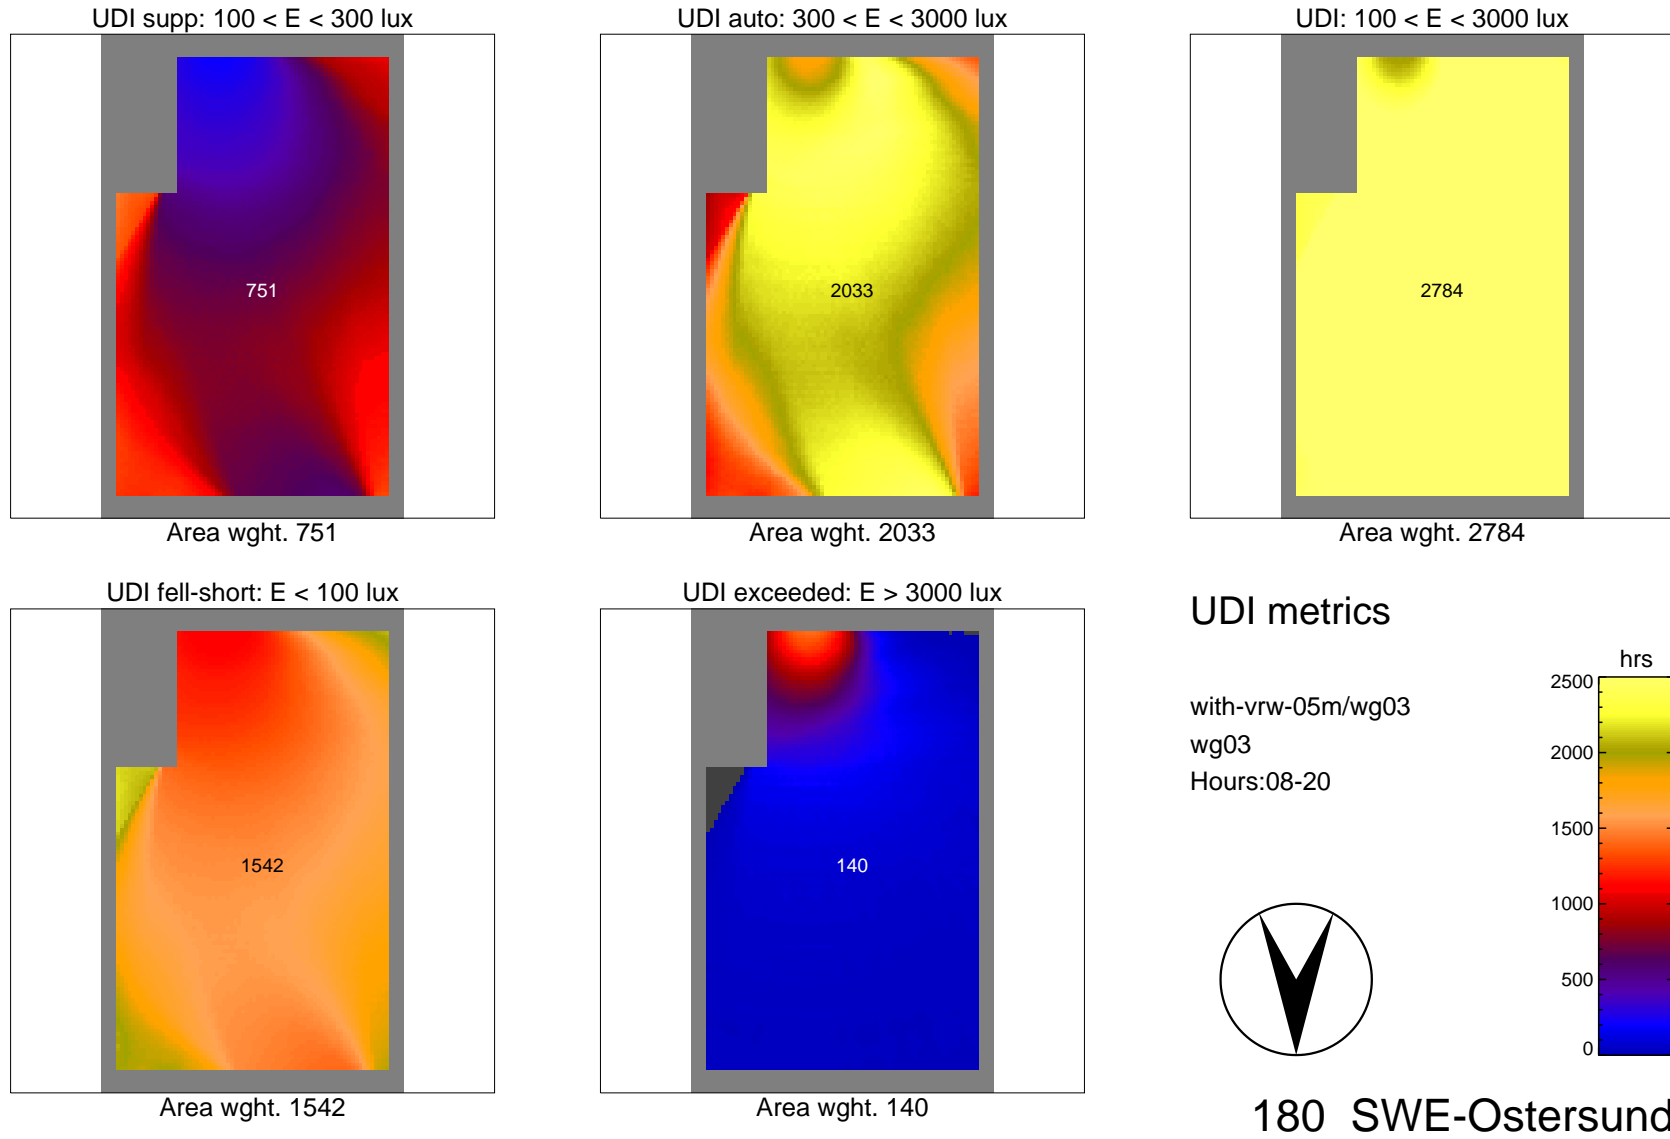 UDI supp: 100 < E < 300 lux
751
Area wght. 751
UDI auto: 300 < E < 3000 lux
2033
Area wght. 2033
UDI: 100 < E < 3000 lux
2784
Area wght. 2784
UDI fell-short: E < 100 lux
1542
Area wght. 1542
UDI exceeded: E > 3000 lux
140
Area wght. 140
UDI metrics
with-vrw-05m/wg03
wg03
Hours:08-20
hrs
2500
2000
1500
1000
500
0
180 SWE-Ostersund